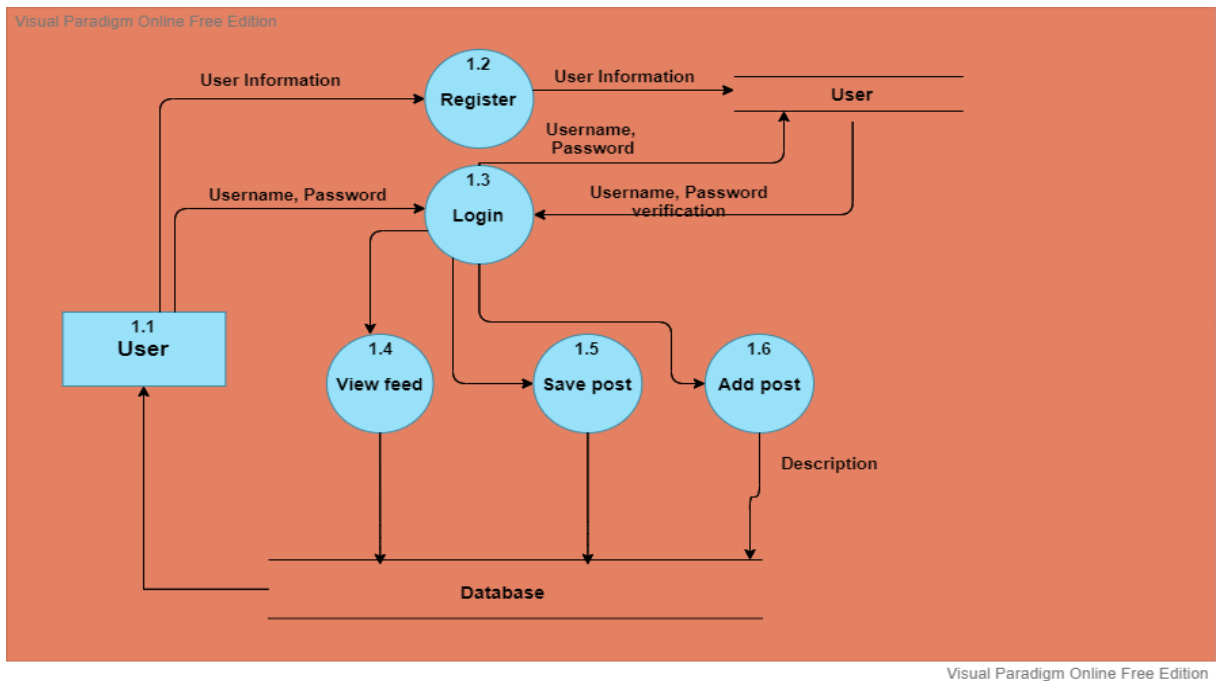 Visual Paradigm Online Free Edition
1.2
Register
User Information
User Information
User
Username,
Password
1.3
Login
Username, Password
Username, Password
verification
1.1
User
1.4
View feed
1.5
Save post
1.6
Add post
Description
Database
Visual Paradigm Online Free Edition